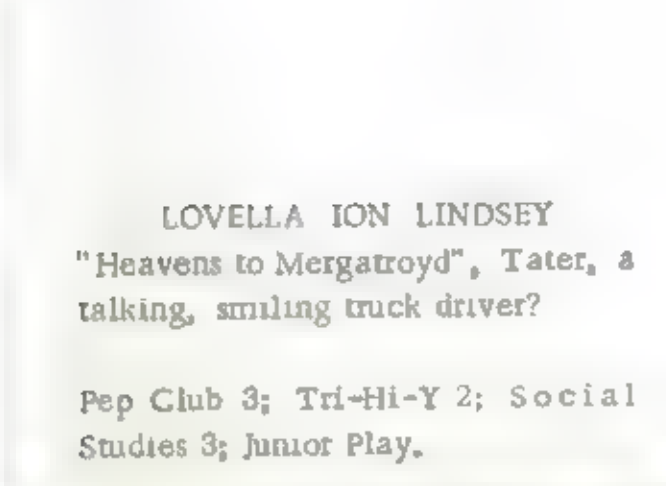 LOVELLA ION LINDSEY
"Heavens to Mergatroyd", Tater, a
talking, smiling truck driver?
Pep Club 3; Tri-Hi-Y 2; Social
Studies 3; Junior Play.